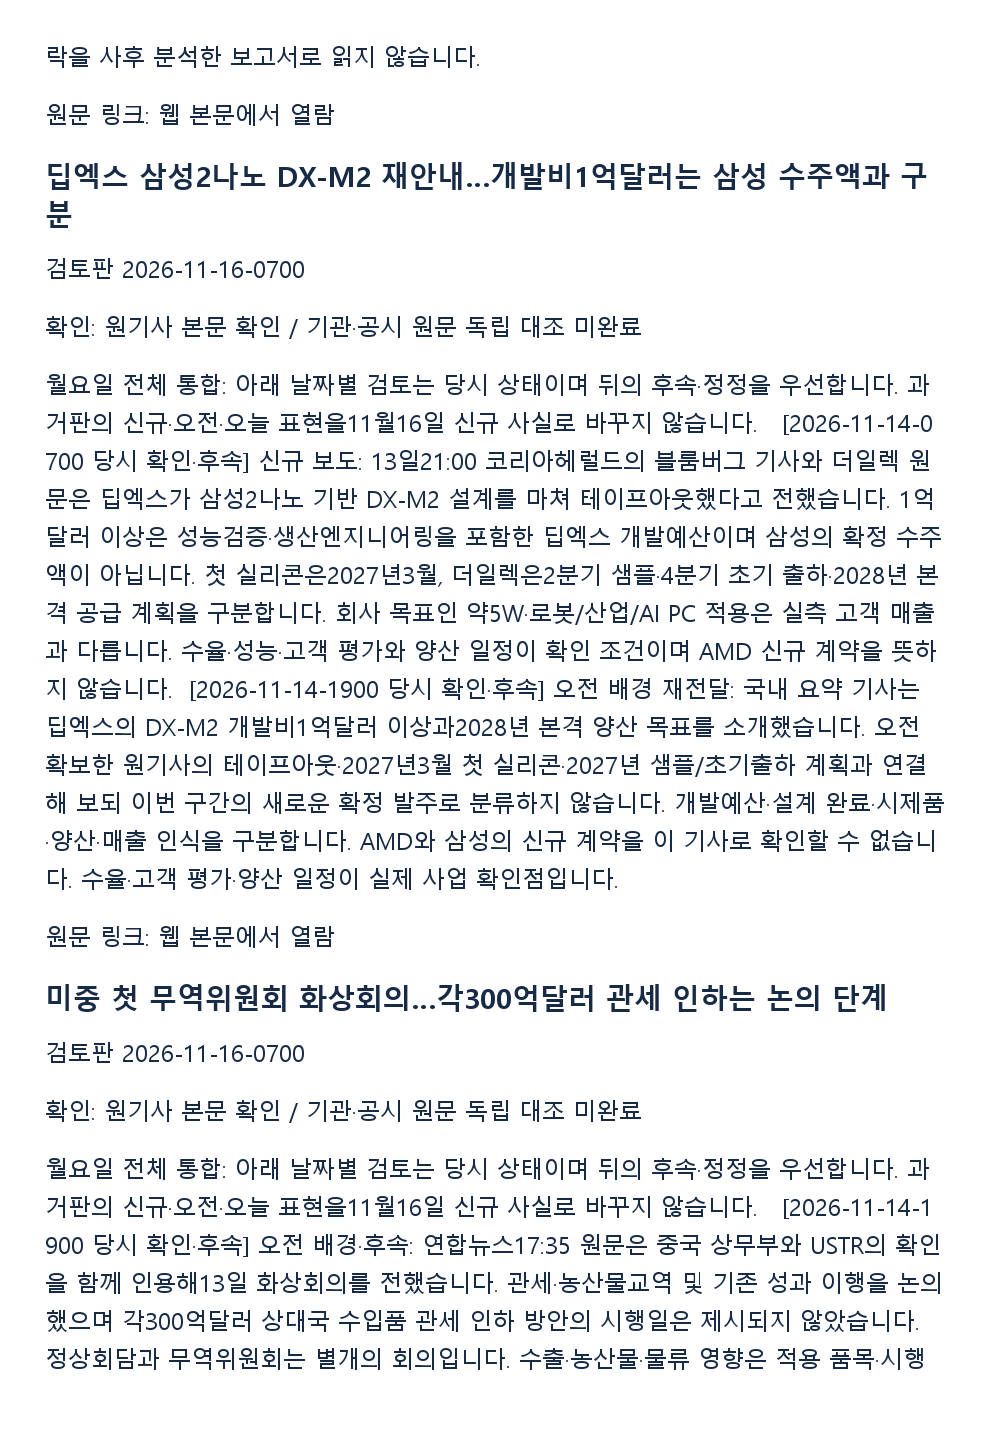 락을 사후 분석한 보고서로 읽지 않습니다.
원문 링크: 웹 본문에서 열람
딥엑스 삼성2나노 DX-M2 재안내...개발비1억달러는 삼성 수주액과 구
분
검토판 2026-11-16-0700
확인: 원기사 본문 확인 / 기관·공시 원문 독립 대조 미완료
월요일 전체 통합: 아래 날짜별 검토는 당시 상태이며 뒤의 후속·정정을 우선합니다. 과
거판의 신규·오전·오늘 표현을11월16일 신규 사실로 바꾸지 않습니다. [2026-11-14-0
700 당시 확인·후속] 신규 보도: 13일21:00 코리아헤럴드의 블룸버그 기사와 더일렉 원
문은 딥엑스가 삼성2나노 기반 DX-M2 설계를 마쳐 테이프아웃했다고 전했습니다. 1억
달러 이상은 성능검증·생산엔지니어링을 포함한 딥엑스 개발예산이며 삼성의 확정 수주
액이 아닙니다. 첫 실리콘은2027년3월, 더일렉은2분기 샘플·4분기 초기 출하·2028년 본
격 공급 계획을 구분합니다. 회사 목표인 약5W·로봇/산업/AI PC 적용은 실측 고객 매출
과 다릅니다. 수율·성능·고객 평가와 양산 일정이 확인 조건이며 AMD 신규 계약을 뜻하
지 않습니다. [2026-11-14-1900 당시 확인·후속] 오전 배경 재전달: 국내 요약 기사는
딥엑스의 DX-M2 개발비1억달러 이상과2028년 본격 양산 목표를 소개했습니다. 오전
확보한 원기사의 테이프아웃·2027년3월 첫 실리콘·2027년 샘플/초기출하 계획과 연결
해 보되 이번 구간의 새로운 확정 발주로 분류하지 않습니다. 개발예산·설계 완료·시제품
·양산·매출 인식을 구분합니다. AMD와 삼성의 신규 계약을 이 기사로 확인할 수 없습니
다. 수율·고객 평가·양산 일정이 실제 사업 확인점입니다.
원문 링크: 웹 본문에서 열람
미중 첫 무역위원회 화상회의...각300억달러 관세 인하는 논의 단계
검토판 2026-11-16-0700
확인: 원기사 본문 확인 / 기관·공시 원문 독립 대조 미완료
월요일 전체 통합: 아래 날짜별 검토는 당시 상태이며 뒤의 후속·정정을 우선합니다. 과
거판의 신규·오전·오늘 표현을11월16일 신규 사실로 바꾸지 않습니다. [2026-11-14-1
900 당시 확인·후속] 오전 배경·후속: 연합뉴스17:35 원문은 중국 상무부와 USTR의 확인
을 함께 인용해13일 화상회의를 전했습니다. 관세·농산물교역 및 기존 성과 이행을 논의
했으며 각300억달러 상대국 수입품 관세 인하 방안의 시행일은 제시되지 않았습니다.
정상회담과 무역위원회는 별개의 회의입니다. 수출·농산물·물류 영향은 적용 품목·시행